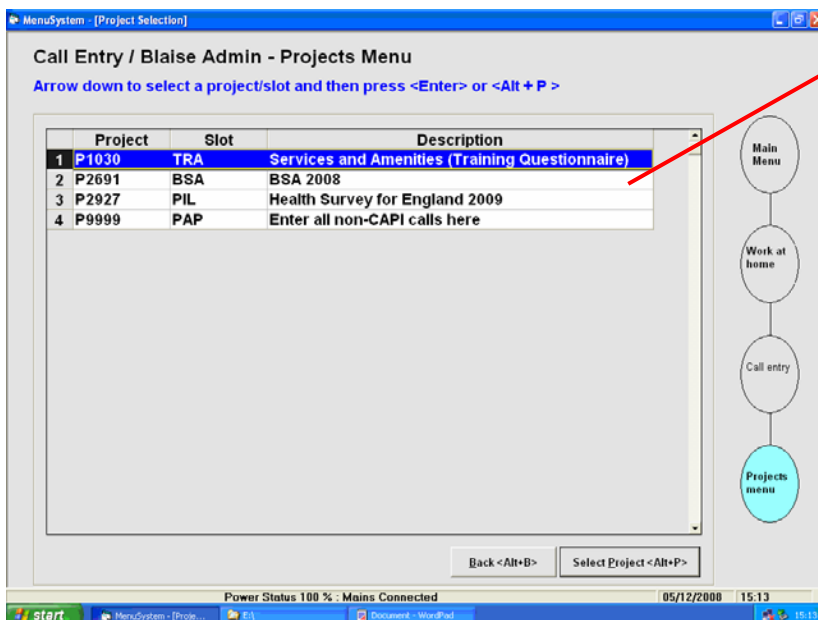 MenuSystem - [Project Selection]
Call Entry / Blaise Admin - Projects Menu
Arrow down to select a project/slot and then press <Enter> or <Alt + P >
Project Slot Description
1 P1030 TRA Services and Amenities (Training Questionnaire)
2 P2691 BSA BSA 2008
3 P2927 PIL Health Survey for England 2009
4 P9999 PAP Enter all non-CAPI calls here
Main
Menu
Work at
home
Call entry
Projects
menu
Back <Alt+B> Select Project <Alt+P>
Power Status 100 % : Mains Connected 05/12/2008 15:13
start MenuSystem - [Proje... E:\ Document - WordPad 15:13